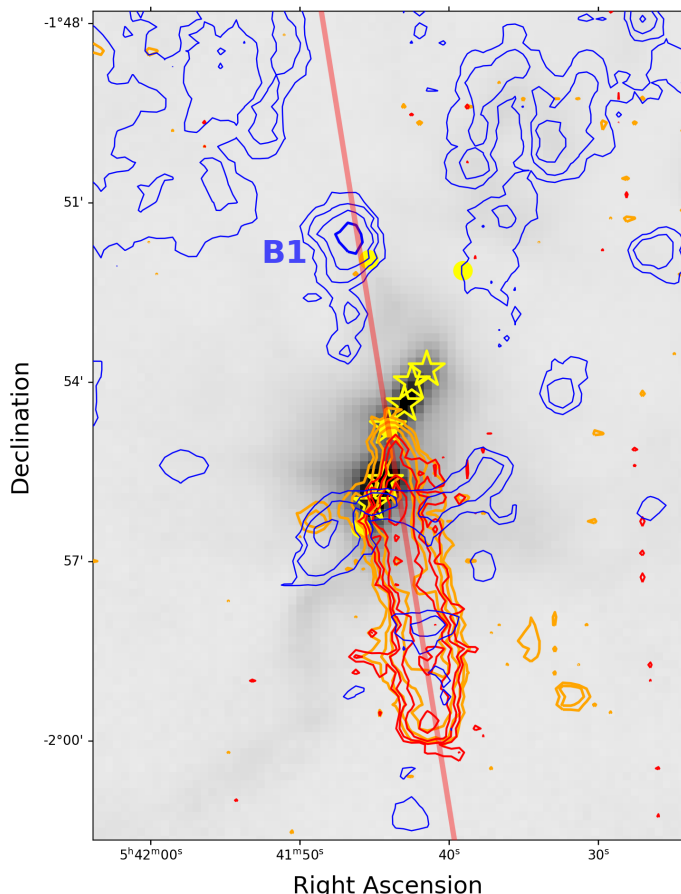 -1°48'
51'
B1
54'
Declination
57'
-2°00'
5ʰ42ᵐ00ˢ
41ᵐ50ˢ
40ˢ
30ˢ
Right Ascension